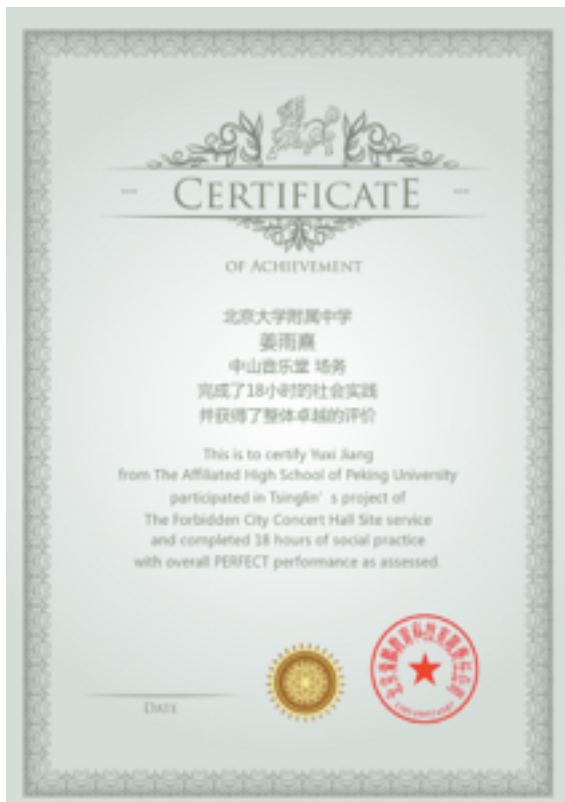 CERTIFICATE
OF ACHIEVEMENT
北京大学附属中学
姜雨熹
中山音乐堂 场务
完成了18小时的社会实践
并获得了整体卓越的评价
This is to certify Yuxi Jiang
from The Affiliated High School of Peking University
participated in Tsinglin' s project of
The Forbidden City Concert Hall Site service
and completed 18 hours of social practice
with overall PERFECT performance as assessed.
DATE